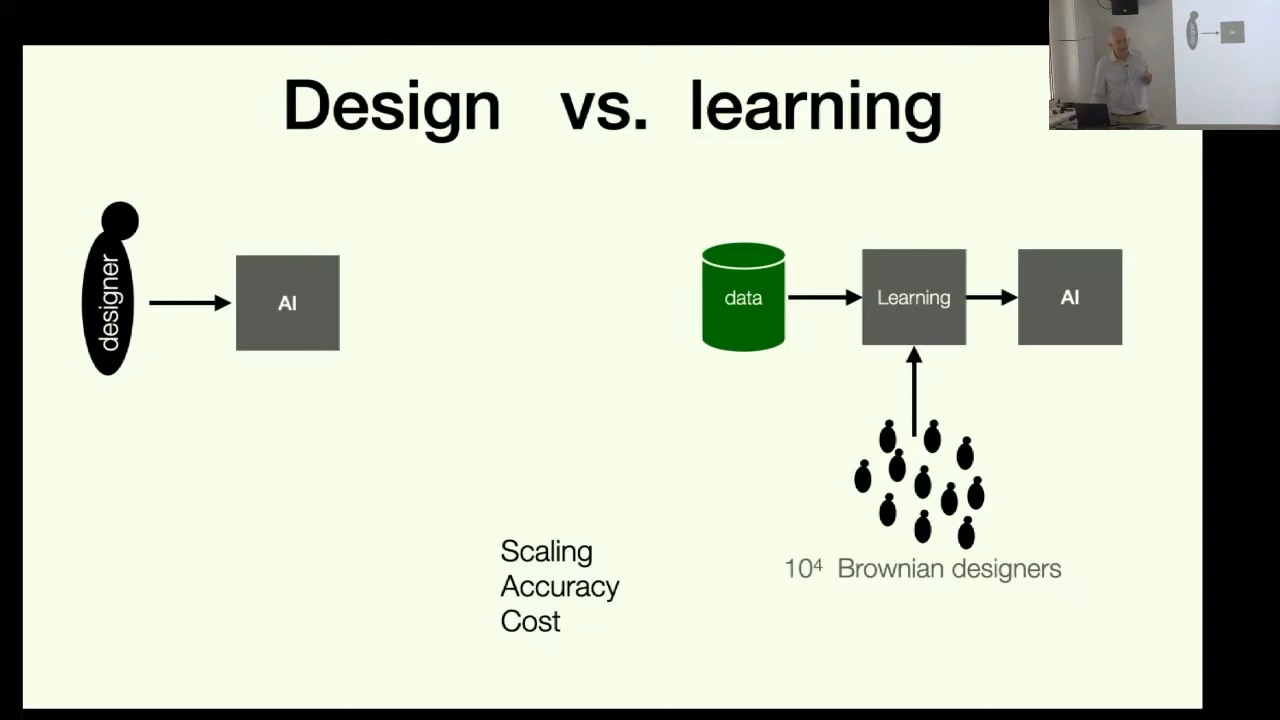 Design vs. learning
designer
AI
data
Learning
AI
10⁴ Brownian designers
Scaling
Accuracy
Cost